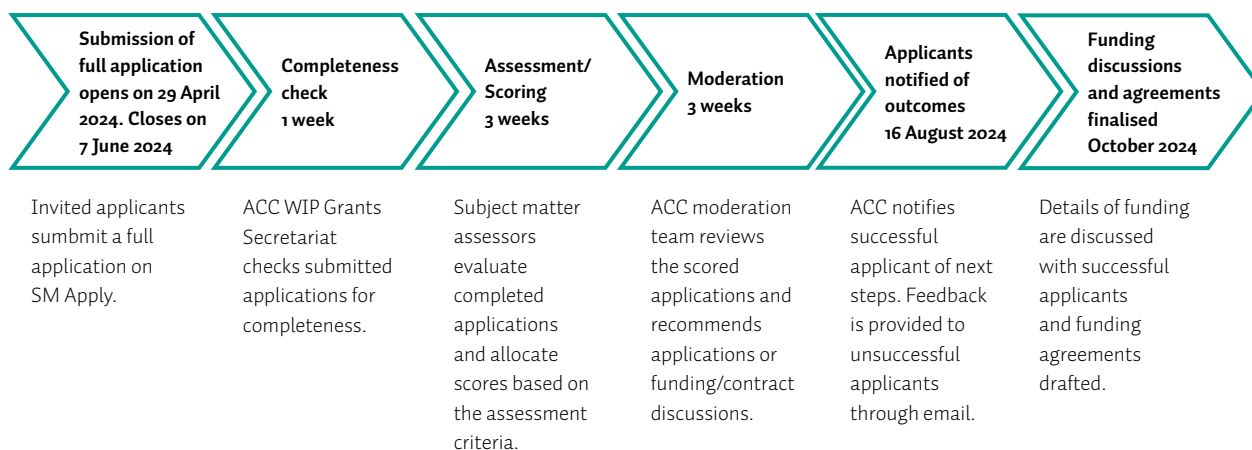 Submission of
full application
opens on 29 April
2024. Closes on
7 June 2024
Completeness
check
1 week
Assessment/
Scoring
3 weeks
Moderation
3 weeks
Applicants
notified of
outcomes
16 August 2024
Funding
discussions
and agreements
finalised
October 2024
Invited applicants
sumbmit a full
application on
SM Apply.
ACC WIP Grants
Secretariat
checks submitted
applications for
completeness.
Subject matter
assessors
evaluate
completed
applications
and allocate
scores based on
the assessment
criteria.
ACC moderation
team reviews
the scored
applications and
recommends
applications or
funding/contract
discussions.
ACC notifies
successful
applicant of next
steps. Feedback
is provided to
unsuccessful
applicants
through email.
Details of funding
are discussed
with successful
applicants
and funding
agreements
drafted.